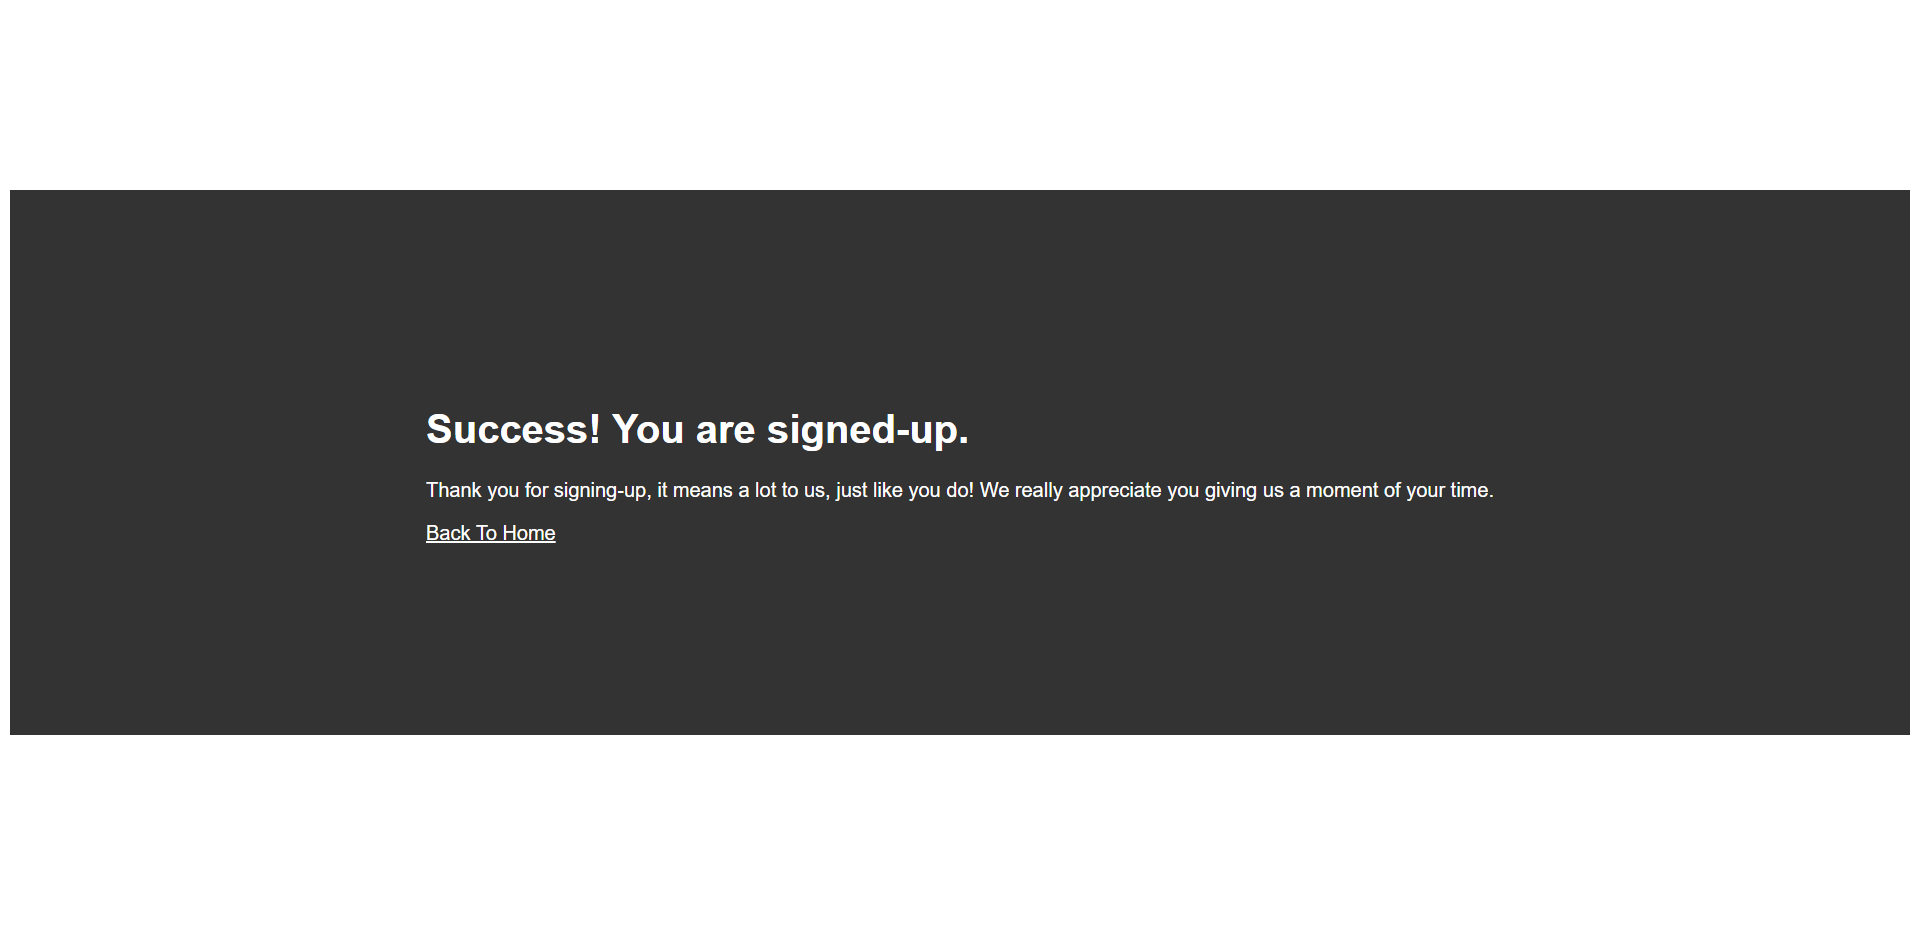 Success! You are signed-up.
Thank you for signing-up, it means a lot to us, just like you do! We really appreciate you giving us a moment of your time.
Back To Home